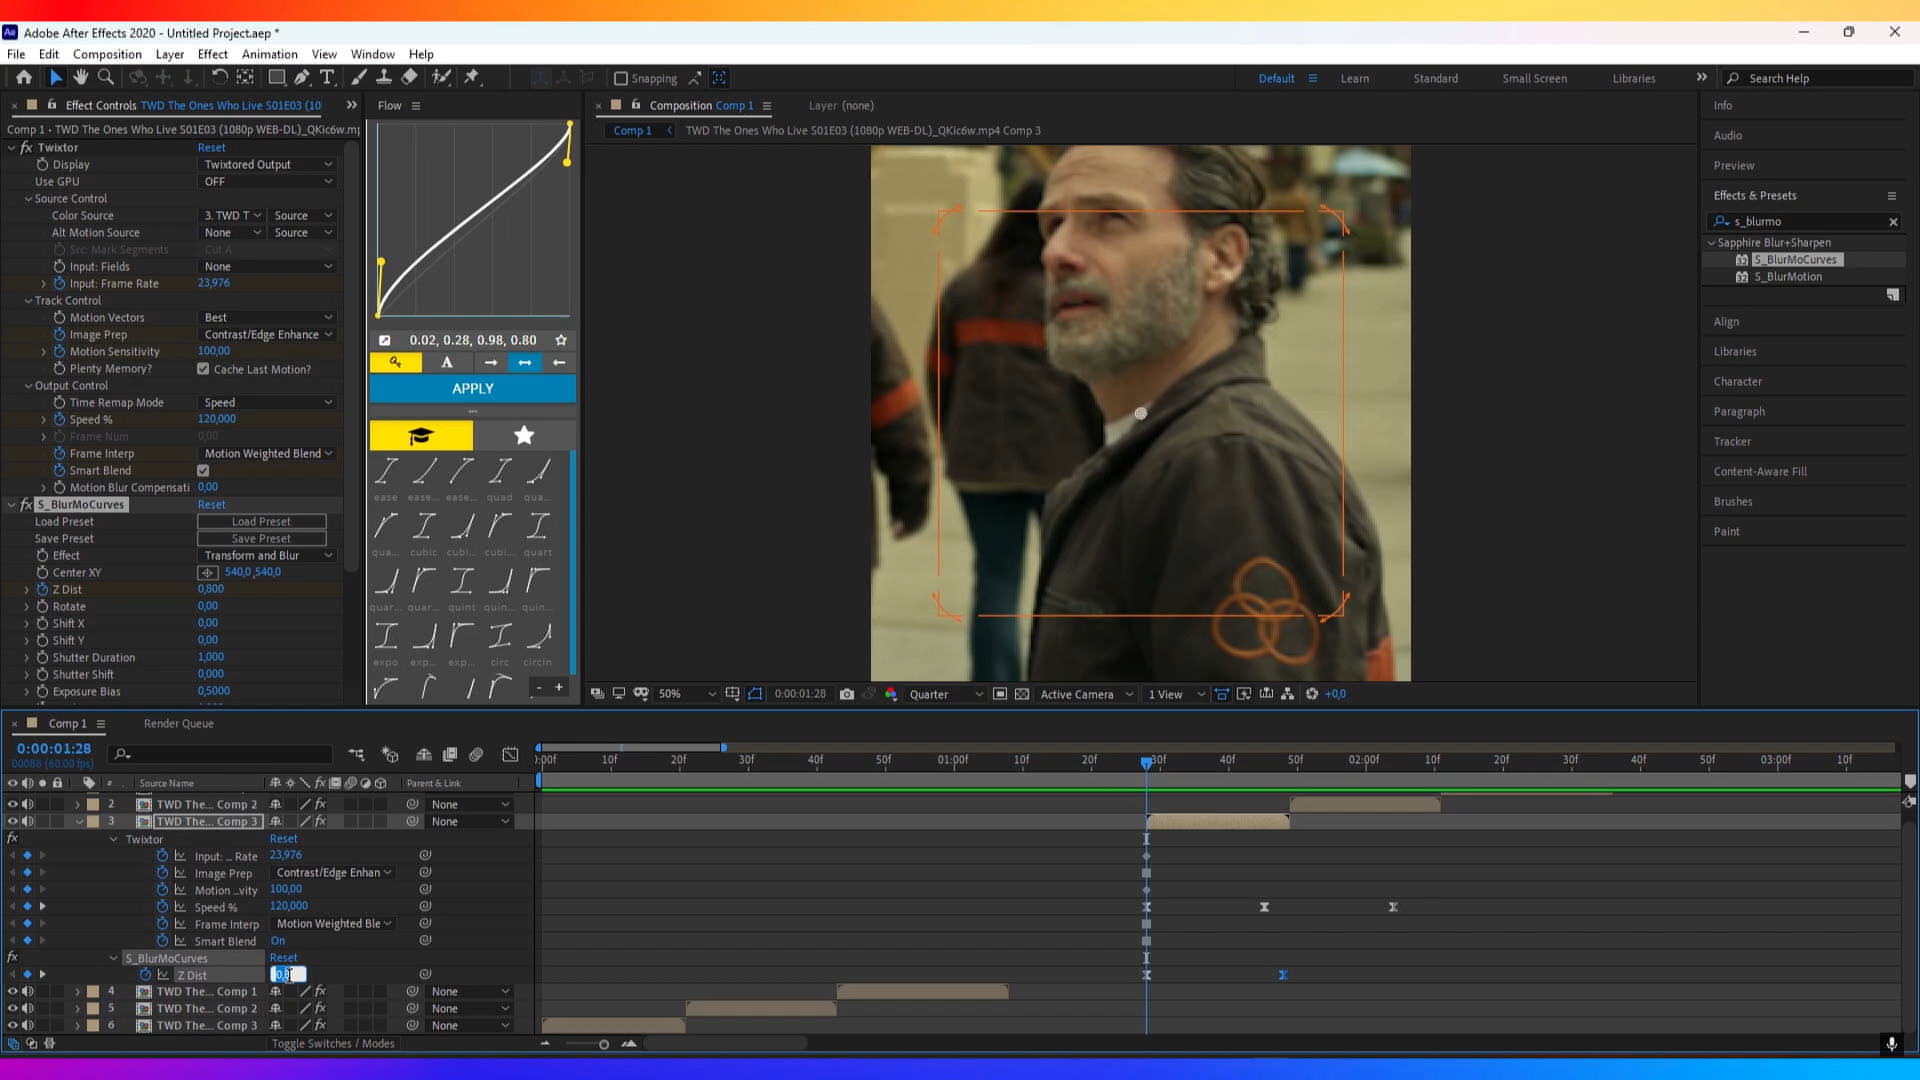 Ae Adobe After Effects 2020 - Untitled Project.aep *
File Edit Composition Layer Effect Animation View Window Help
Snapping
Default Learn Standard Small Screen Libraries Search Help
Effect Controls TWD The Ones Who Live S01E03 (10
Comp 1 • TWD The Ones Who Live S01E03 (1080p WEB-DL)_QKic6w.mp
fx Twixtor Reset
Display Twixtored Output
Use GPU OFF
Source Control
Color Source 3. TWD T Source
Alt Motion Source None Source
Src: Mark Segments Cut A
Input: Fields None
Input: Frame Rate 23,976
Track Control
Motion Vectors Best
Image Prep Contrast/Edge Enhance
Motion Sensitivity 100,00
Plenty Memory? Cache Last Motion?
Output Control
Time Remap Mode Speed
Speed % 120,000
Frame Num 0,00
Frame Interp Motion Weighted Blend
Smart Blend
Motion Blur Compensati 0,00
fx S_BlurMoCurves Reset
Load Preset Load Preset
Save Preset Save Preset
Effect Transform and Blur
Center XY 540,0,540,0
Z Dist 0,800
Rotate 0,00
Shift X 0,00
Shift Y 0,00
Shutter Duration 1,000
Shutter Shift 0,000
Exposure Bias 0,5000
Flow
0.02, 0.28, 0.98, 0.80
A
APPLY
ease ease... ease... quad qua...
qua... cubic cubi... cubi... quart
quar... quar... quint quin... quin...
expo exp... exp... circ circin
- +
Composition Comp 1 Layer (none)
Comp 1 TWD The Ones Who Live S01E03 (1080p WEB-DL)_QKic6w.mp4 Comp 3
50% 0:00:01:28 Quarter Active Camera 1 View +0,0
Info
Audio
Preview
Effects & Presets
s_blurmo
Sapphire Blur+Sharpen
S_BlurMoCurves
S_BlurMotion
Align
Libraries
Character
Paragraph
Tracker
Content-Aware Fill
Brushes
Paint
Comp 1 Render Queue
0:00:01:28
00088 (60.00 fps)
:00f 10f 20f 30f 40f 50f 01:00f 10f 20f 30f 40f 50f 02:00f 10f 20f 30f 40f 50f 03:00f 10f
# Source Name fx Parent & Link
2 TWD The... Comp 2 fx None
3 TWD The... Comp 3 fx None
fx Twixtor Reset
Input: ... Rate 23,976
Image Prep Contrast/Edge Enhan
Motion ...vity 100,00
Speed % 120,000
Frame Interp Motion Weighted Ble
Smart Blend On
fx S_BlurMoCurves Reset
Z Dist
4 TWD The... Comp 1 fx None
5 TWD The... Comp 2 fx None
6 TWD The... Comp 3 fx None
Toggle Switches / Modes